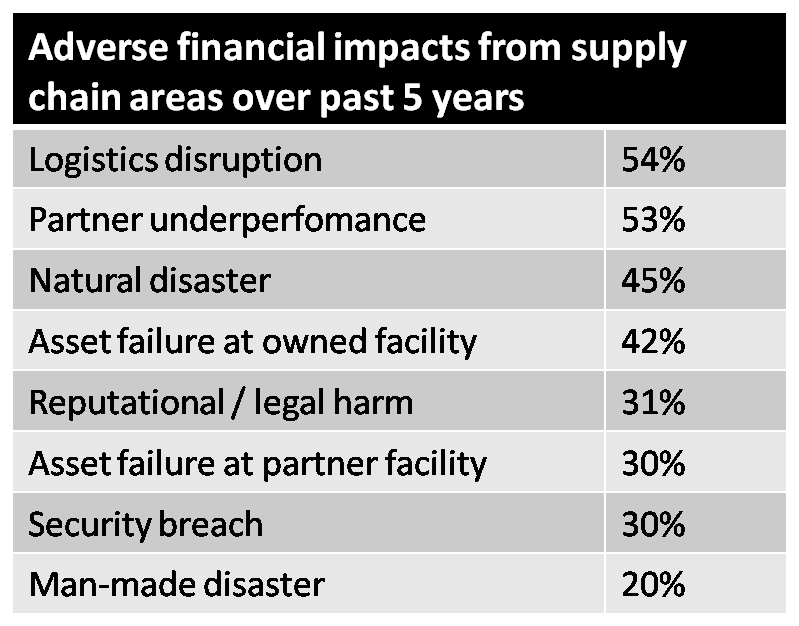 Adverse financial impacts from supply
chain areas over past 5 years
Logistics disruption 54%
Partner underperfomance 53%
Natural disaster 45%
Asset failure at owned facility 42%
Reputational / legal harm 31%
Asset failure at partner facility 30%
Security breach 30%
Man-made disaster 20%